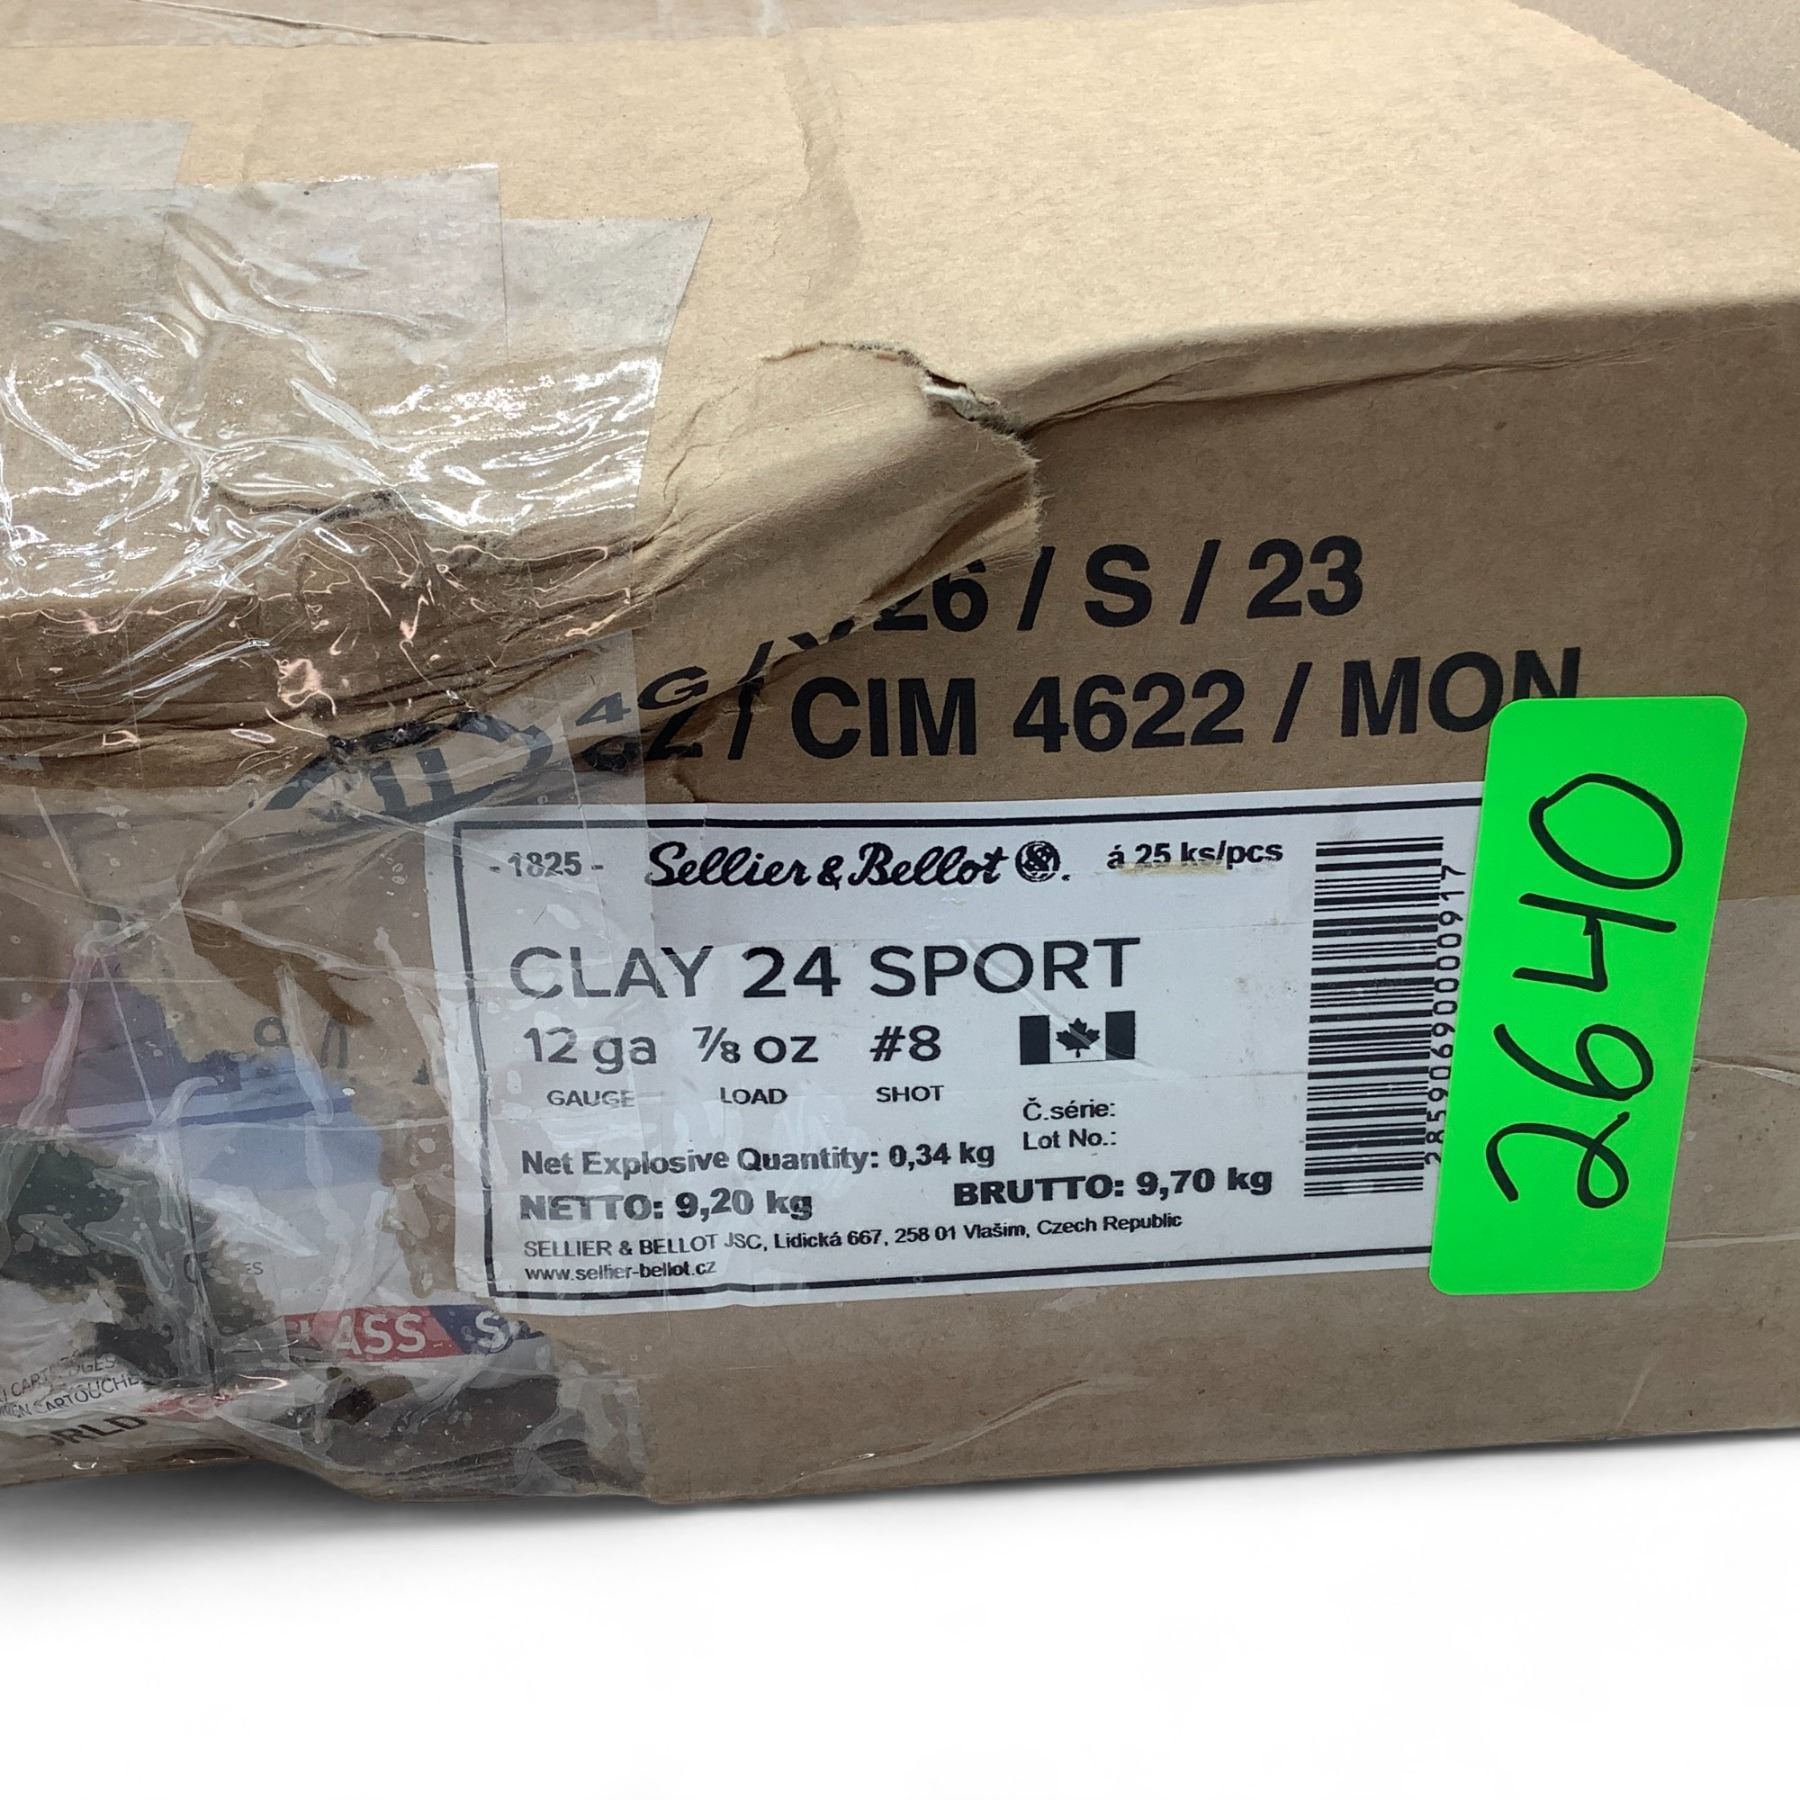 26 / S / 23
4G
/ CIM 4622 / MON
- 1825 - Sellier & Bellot á 25 ks/pcs
CLAY 24 SPORT
12 ga ⅞ oz #8
GAUGE LOAD SHOT
Č.série:
Lot No.:
Net Explosive Quantity: 0,34 kg
NETTO: 9,20 kg BRUTTO: 9,70 kg
SELLIER & BELLOT JSC, Lidická 667, 258 01 Vlašim, Czech Republic
www.sellier-bellot.cz
2640